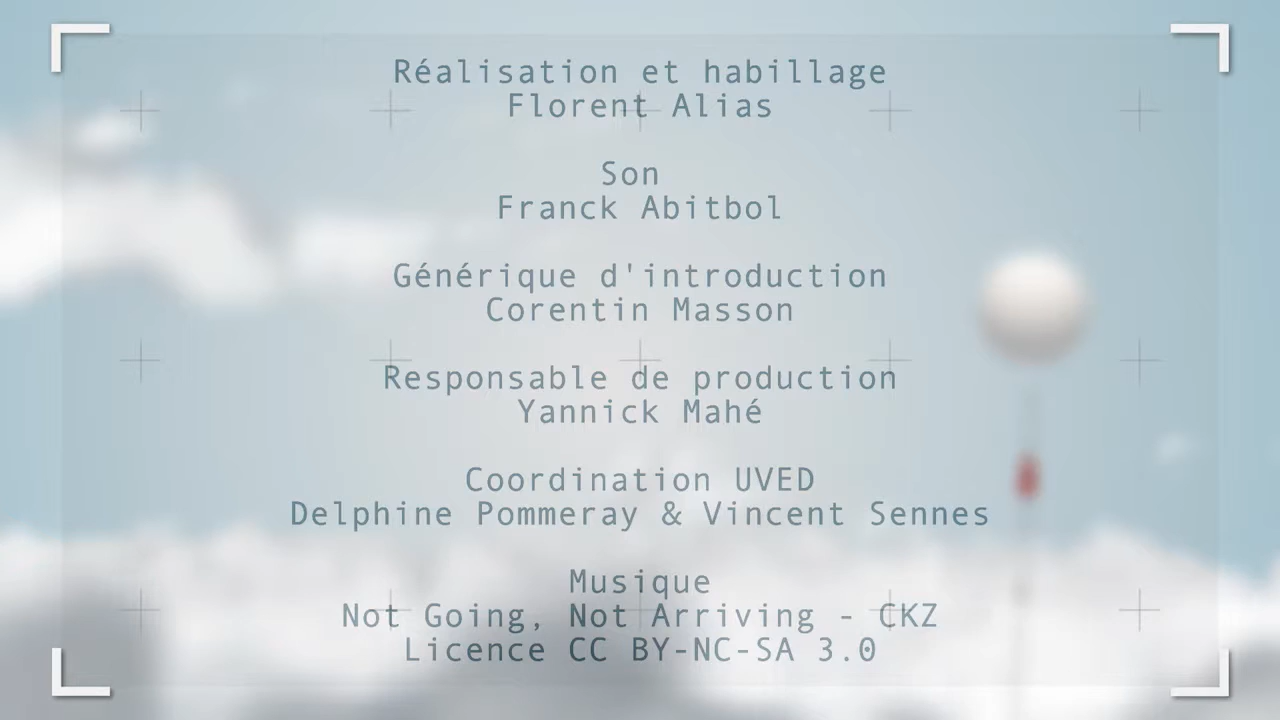 Réalisation et habillage
Florent Alias
Son
Franck Abitbol
Générique d'introduction
Corentin Masson
Responsable de production
Yannick Mahé
Coordination UVED
Delphine Pommeray & Vincent Sennes
Musique
Not Going, Not Arriving - CKZ
Licence CC BY-NC-SA 3.0